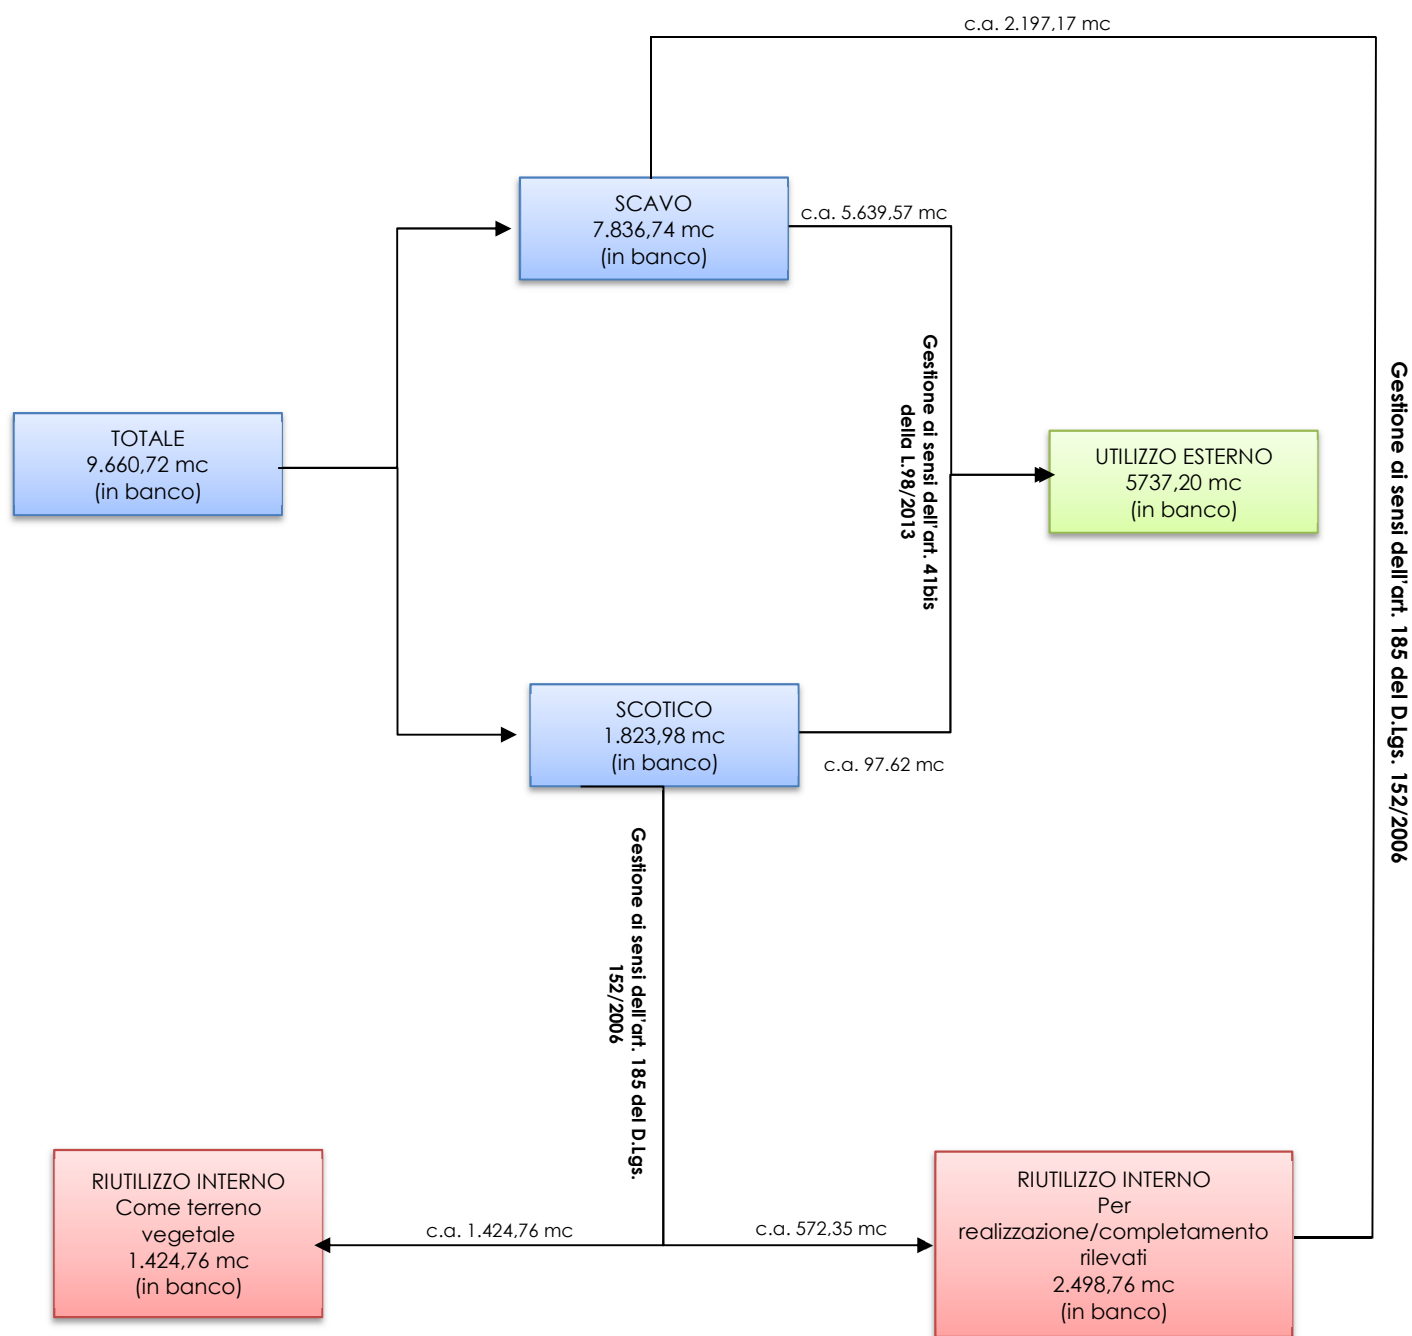 c.a. 2.197,17 mc
SCAVO
7.836,74 mc
(in banco)
c.a. 5.639,57 mc
Gestione ai sensi dell'art. 41bis
della L.98/2013
Gestione ai sensi dell'art. 185 del D.Lgs. 152/2006
TOTALE
9.660,72 mc
(in banco)
UTILIZZO ESTERNO
5737,20 mc
(in banco)
SCOTICO
1.823,98 mc
(in banco)
c.a. 97.62 mc
Gestione ai sensi dell'art. 185 del D.Lgs.
152/2006
RIUTILIZZO INTERNO
Come terreno
vegetale
1.424,76 mc
(in banco)
c.a. 1.424,76 mc
c.a. 572,35 mc
RIUTILIZZO INTERNO
Per
realizzazione/completamento
rilevati
2.498,76 mc
(in banco)